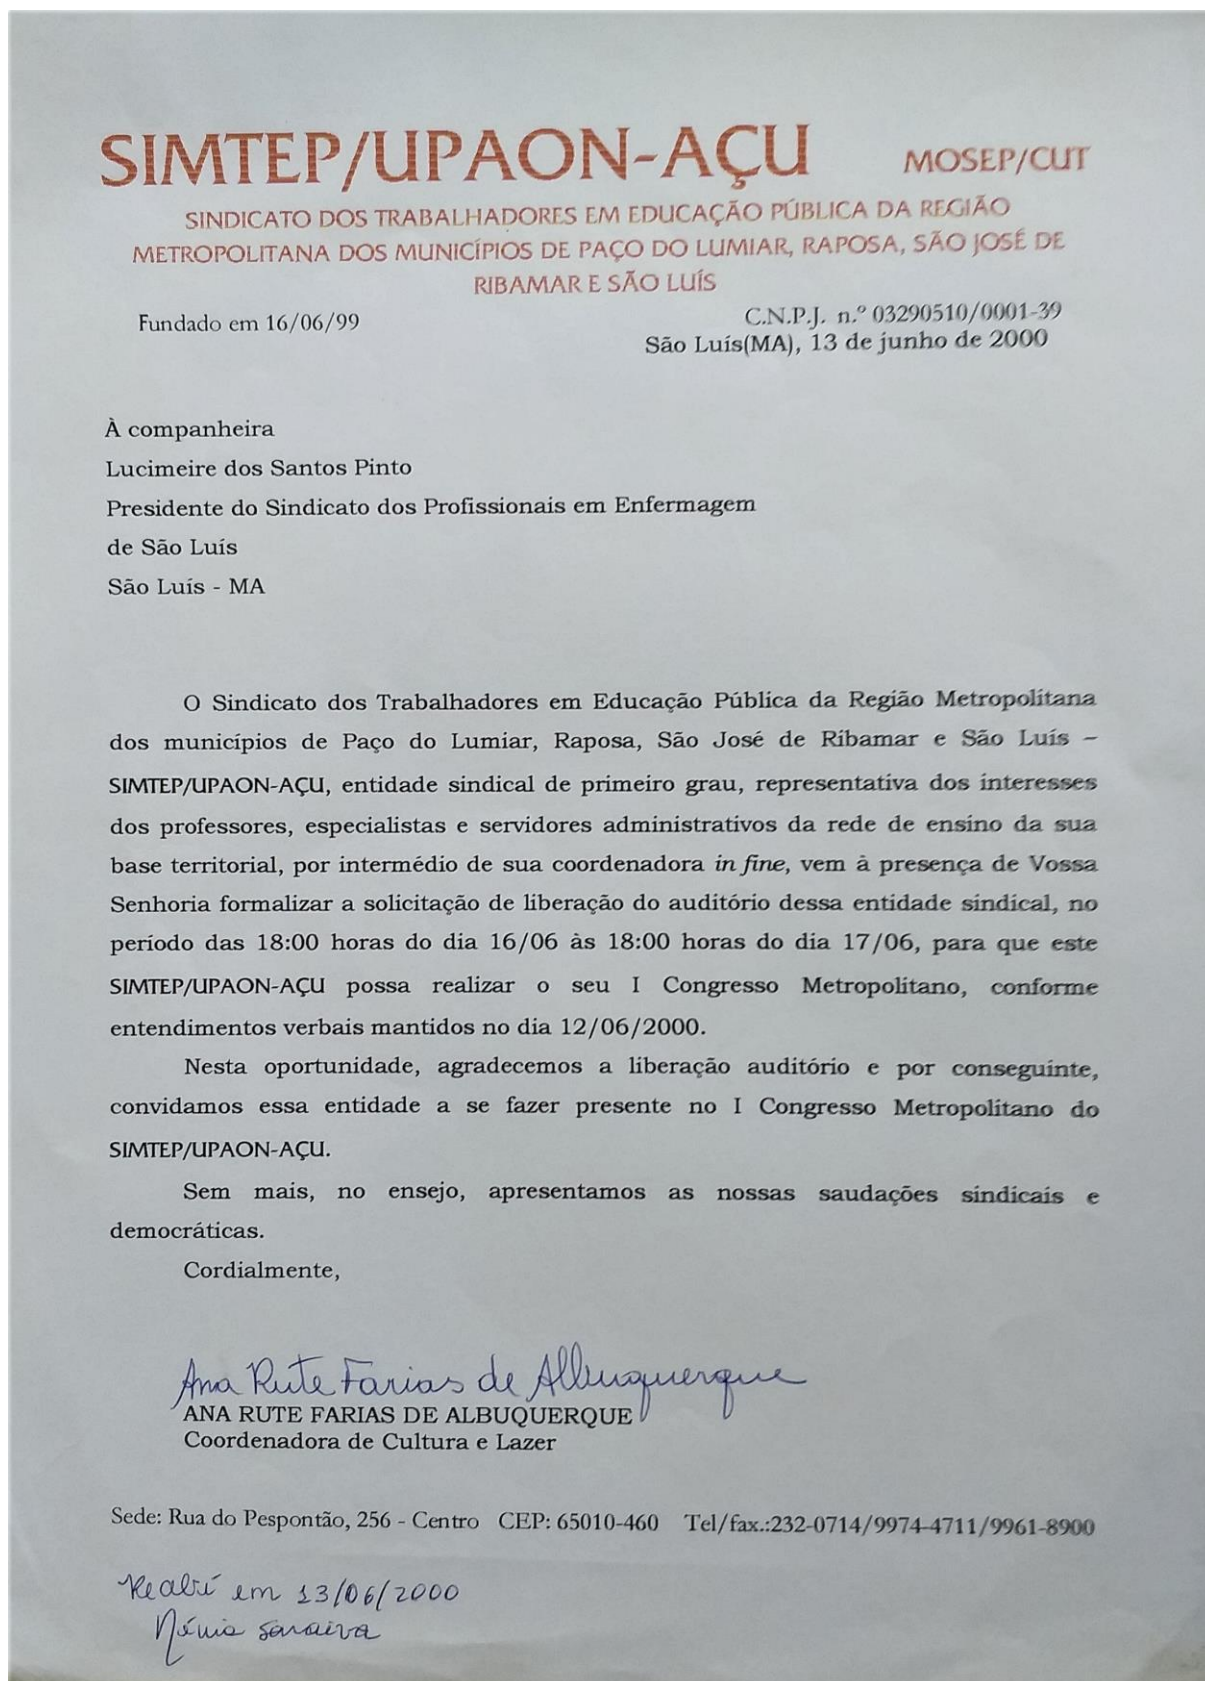 SIMTEP/UPAON-AÇU MOSEP/CUT
SINDICATO DOS TRABALHADORES EM EDUCAÇÃO PÚBLICA DA REGIÃO
METROPOLITANA DOS MUNICÍPIOS DE PAÇO DO LUMIAR, RAPOSA, SÃO JOSÉ DE
RIBAMAR E SÃO LUÍS
Fundado em 16/06/99 C.N.P.J. n.º 03290510/0001-39
São Luís(MA), 13 de junho de 2000
À companheira
Lucimeire dos Santos Pinto
Presidente do Sindicato dos Profissionais em Enfermagem
de São Luís
São Luís - MA
O Sindicato dos Trabalhadores em Educação Pública da Região Metropolitana
dos municípios de Paço do Lumiar, Raposa, São José de Ribamar e São Luís –
SIMTEP/UPAON-AÇU, entidade sindical de primeiro grau, representativa dos interesses
dos professores, especialistas e servidores administrativos da rede de ensino da sua
base territorial, por intermédio de sua coordenadora in fine, vem à presença de Vossa
Senhoria formalizar a solicitação de liberação do auditório dessa entidade sindical, no
período das 18:00 horas do dia 16/06 às 18:00 horas do dia 17/06, para que este
SIMTEP/UPAON-AÇU possa realizar o seu I Congresso Metropolitano, conforme
entendimentos verbais mantidos no dia 12/06/2000.
Nesta oportunidade, agradecemos a liberação auditório e por conseguinte,
convidamos essa entidade a se fazer presente no I Congresso Metropolitano do
SIMTEP/UPAON-AÇU.
Sem mais, no ensejo, apresentamos as nossas saudações sindicais e
democráticas.
Cordialmente,
Ana Rute Farias de Albuquerque
ANA RUTE FARIAS DE ALBUQUERQUE
Coordenadora de Cultura e Lazer
Sede: Rua do Pespontão, 256 - Centro CEP: 65010-460 Tel/fax.:232-0714/9974-4711/9961-8900
Recebi em 13/06/2000
Saraiva